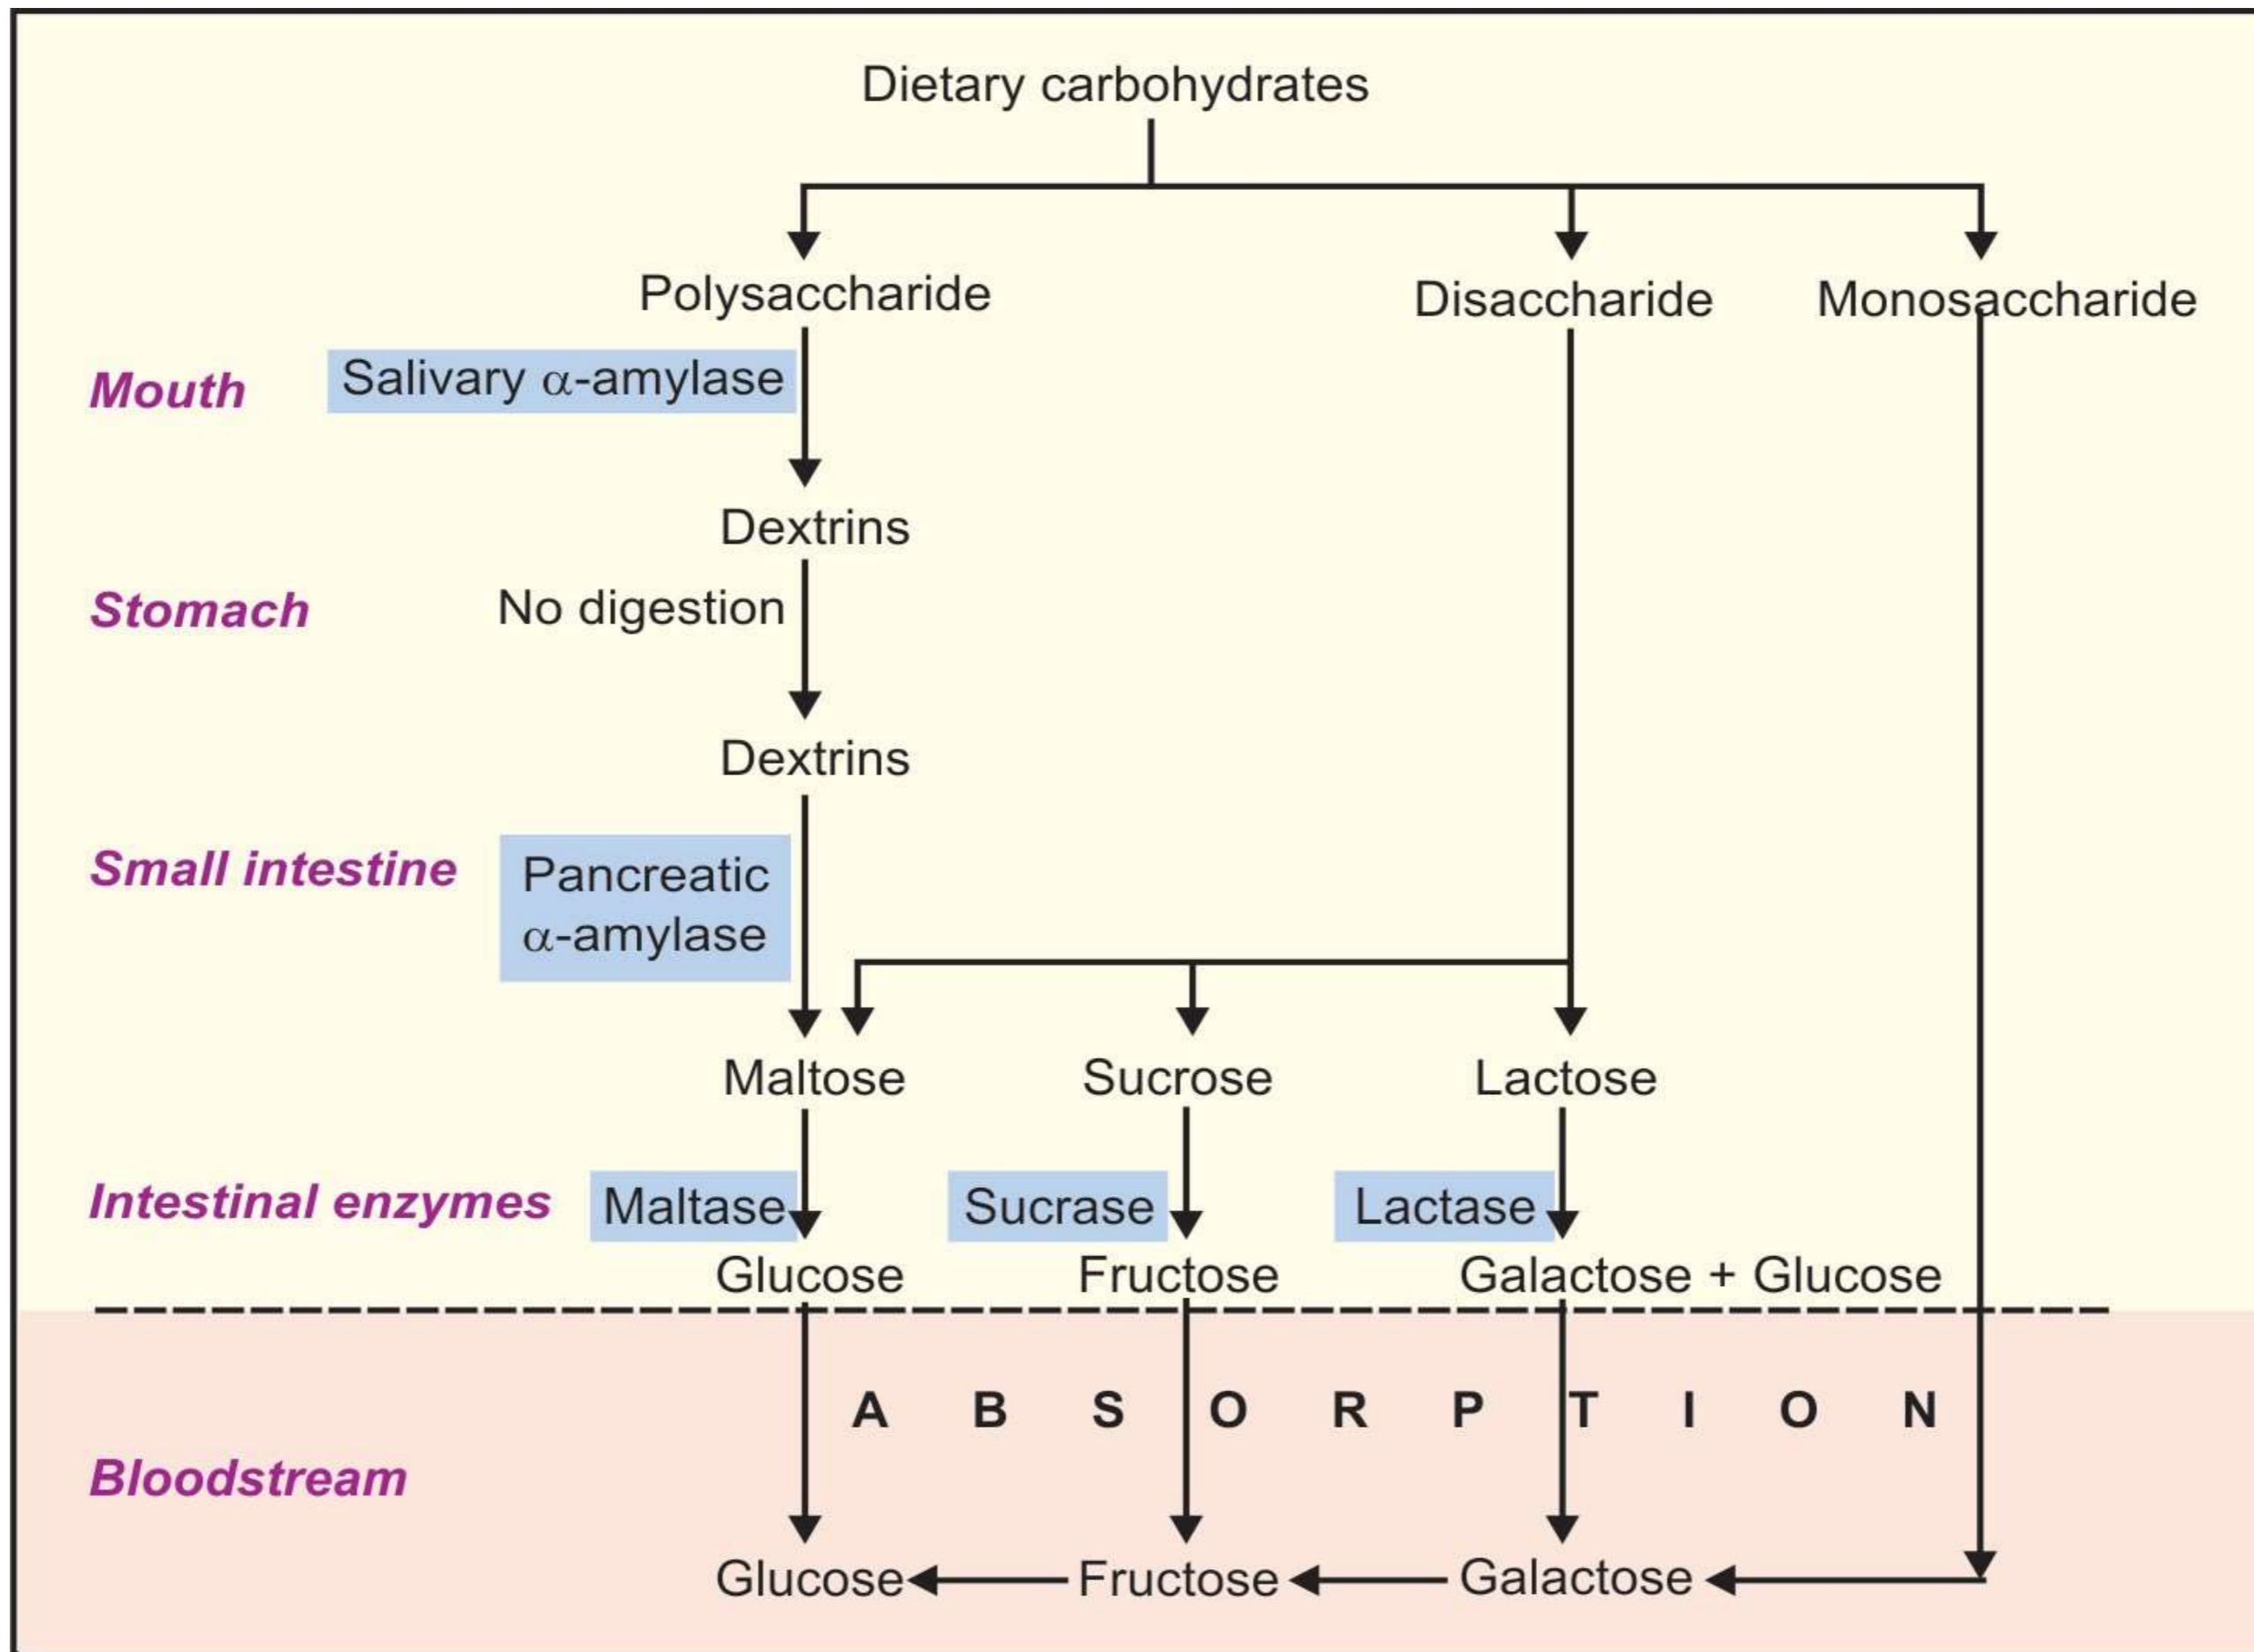 Dietary carbohydrates
Polysaccharide Disaccharide Monosaccharide
Mouth Salivary α-amylase
Dextrins
Stomach No digestion
Dextrins
Small intestine Pancreatic
α-amylase
Maltose Sucrose Lactose
Intestinal enzymes Maltase Sucrase Lactase
Glucose Fructose Galactose + Glucose
A B S O R P T I O N
Bloodstream
Glucose Fructose Galactose